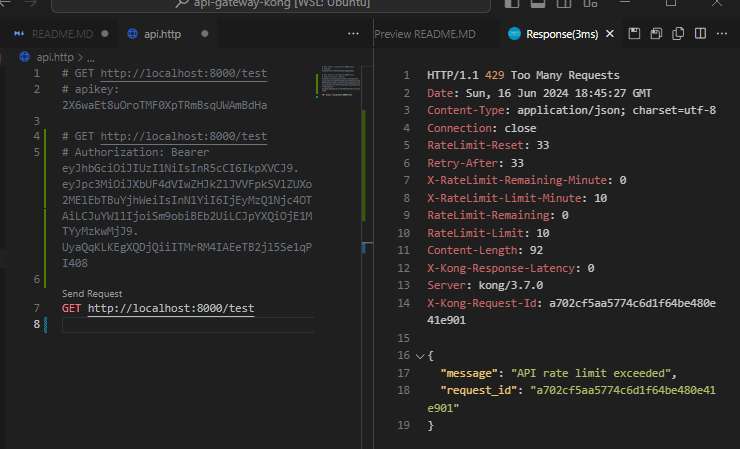 api-gateway-kong [WSL: Ubuntu]
README.MD
api.http
Preview README.MD
Response(3ms)
api.http > ...
1 # GET http://localhost:8000/test
2 # apikey:
2X6waEt8uOroTMF0XpTRmBsqUWAmBdHa
3
4 # GET http://localhost:8000/test
5 # Authorization: Bearer
eyJhbGciOiJIUzI1NiIsInR5cCI6IkpXVCJ9.
eyJpc3MiOiJXbUF4dVIwZHJkZlJVVFpkSVlZUXo
2MElEbTBuYjhWeiIsInN1YiI6IjEyMzQ1Njc4OT
AiLCJuYW1lIjoiSm9obiBEb2UiLCJpYXQiOjE1M
TYyMzkwMjJ9.
UyaQqKLKEgXQDjQiiITMrRM4IAEeTB2jl5Se1qP
I408
6
Send Request
7 GET http://localhost:8000/test
8
1 HTTP/1.1 429 Too Many Requests
2 Date: Sun, 16 Jun 2024 18:45:27 GMT
3 Content-Type: application/json; charset=utf-8
4 Connection: close
5 RateLimit-Reset: 33
6 Retry-After: 33
7 X-RateLimit-Remaining-Minute: 0
8 X-RateLimit-Limit-Minute: 10
9 RateLimit-Remaining: 0
10 RateLimit-Limit: 10
11 Content-Length: 92
12 X-Kong-Response-Latency: 0
13 Server: kong/3.7.0
14 X-Kong-Request-Id: a702cf5aa5774c6d1f64be480e
41e901
15
16 {
17 "message": "API rate limit exceeded",
18 "request_id": "a702cf5aa5774c6d1f64be480e41
e901"
19 }